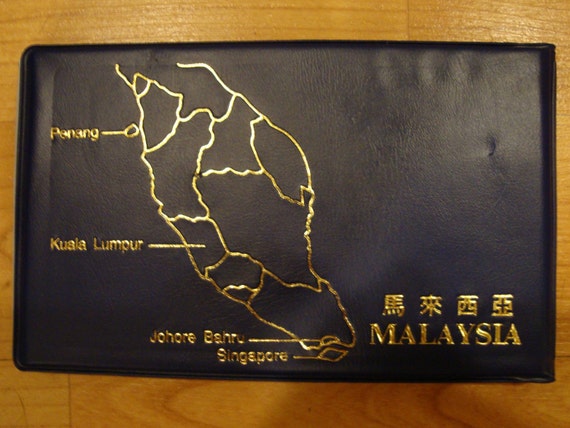 Penang
Kuala Lumpur
Johore Bahru
Singapore
馬來西亞
MALAYSIA